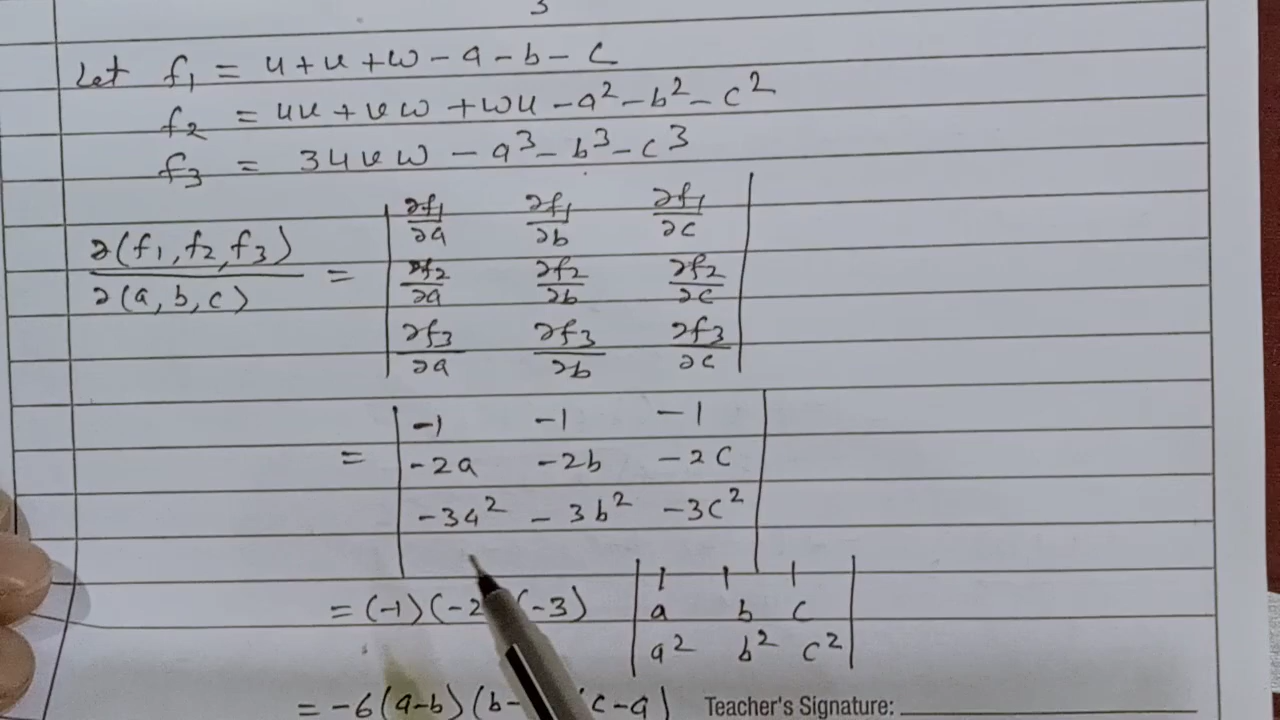 3
Let f₁ = u+v+w-a-b-c
f₂ = uv+vw+wu-a²-b²-c²
f₃ = 3uvw-a³-b³-c³
∂(f₁,f₂,f₃)/∂(a,b,c) = | ∂f₁/∂a ∂f₁/∂b ∂f₁/∂c |
| ∂f₂/∂a ∂f₂/∂b ∂f₂/∂c |
| ∂f₃/∂a ∂f₃/∂b ∂f₃/∂c |
= | -1 -1 -1 |
| -2a -2b -2c |
| -3a² -3b² -3c² |
= (-1)(-2 (-3) | 1 1 1 |
| a b c |
| a² b² c² |
= -6(a-b)(b- (c-a)
Teacher's Signature: